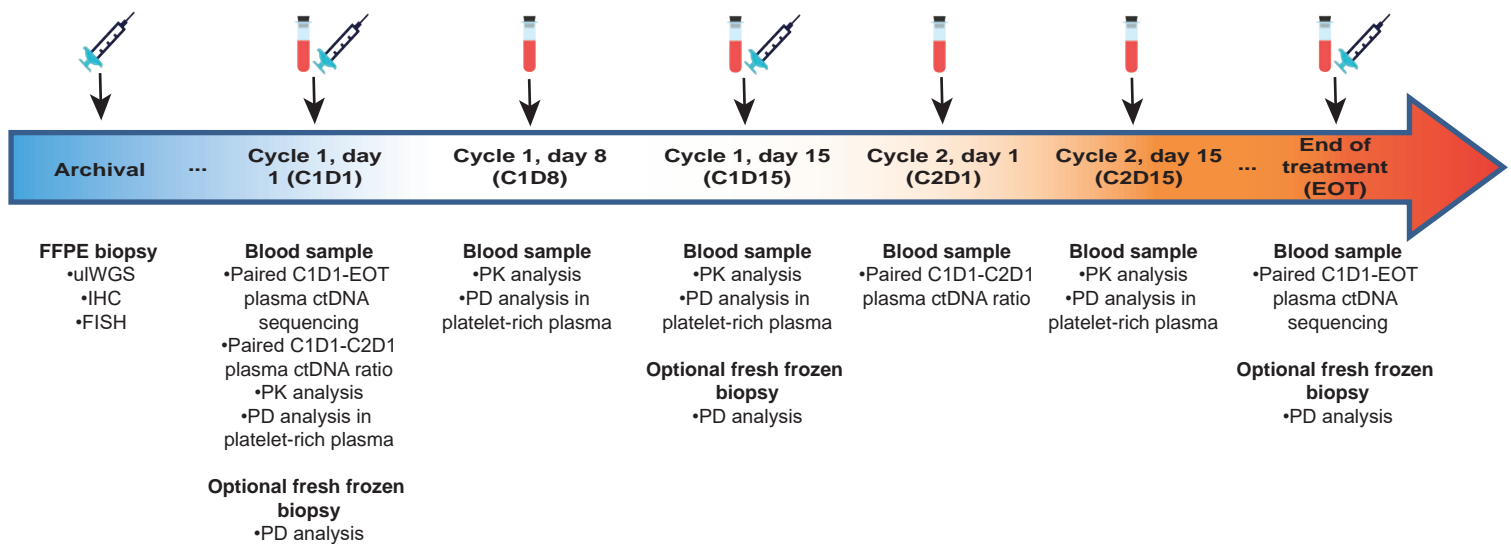 Archival
...
Cycle 1, day
1 (C1D1)
Cycle 1, day 8
(C1D8)
Cycle 1, day 15
(C1D15)
Cycle 2, day 1
(C2D1)
Cycle 2, day 15
(C2D15)
...
End of
treatment
(EOT)
FFPE biopsy
•ulWGS
•IHC
•FISH
Blood sample
•Paired C1D1-EOT
plasma ctDNA
sequencing
•Paired C1D1-C2D1
plasma ctDNA ratio
•PK analysis
•PD analysis in
platelet-rich plasma
Optional fresh frozen
biopsy
•PD analysis
Blood sample
•PK analysis
•PD analysis in
platelet-rich plasma
Blood sample
•PK analysis
•PD analysis in
platelet-rich plasma
Optional fresh frozen
biopsy
•PD analysis
Blood sample
•Paired C1D1-C2D1
plasma ctDNA ratio
Blood sample
•PK analysis
•PD analysis in
platelet-rich plasma
Blood sample
•Paired C1D1-EOT
plasma ctDNA
sequencing
Optional fresh frozen
biopsy
•PD analysis